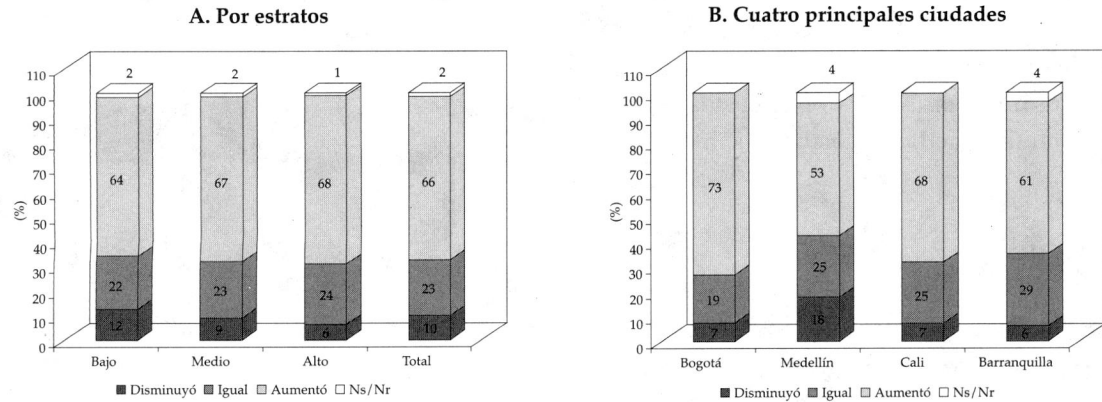 A. Por estratos
2 2 1 2
110
100
90
80
70
60
50
40
30
20
10
0
(%)
64 67 68 66
22 23 24 23
12 9 6 10
Bajo Medio Alto Total
Disminuyó Igual Aumentó Ns/Nr
B. Cuatro principales ciudades
4 4
110
100
90
80
70
60
50
40
30
20
10
0
(%)
73 53 68 61
19 25 25 29
7 18 7 6
Bogotá Medellín Cali Barranquilla
Disminuyó Igual Aumentó Ns/Nr